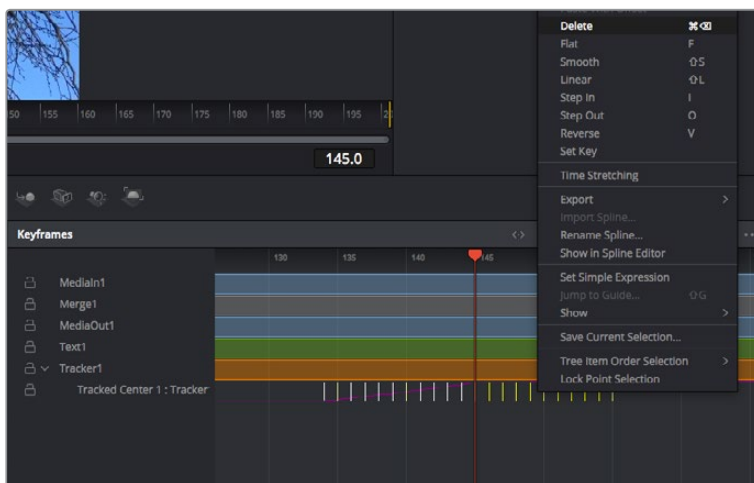 Delete ⌘⌫
Flat F
Smooth ⇧S
Linear ⇧L
Step In I
Step Out O
Reverse V
Set Key
Time Stretching
Export >
Import Spline...
Rename Spline...
Show in Spline Editor
Set Simple Expression
Jump to Guide... ⇧G
Show >
Save Current Selection...
Tree Item Order Selection >
Lock Point Selection
50 155 160 165 170 175 180 185 190 195
145.0
Keyframes
130 135 140 145
MediaIn1
Merge1
MediaOut1
Text1
Tracker1
Tracked Center 1 : Tracker